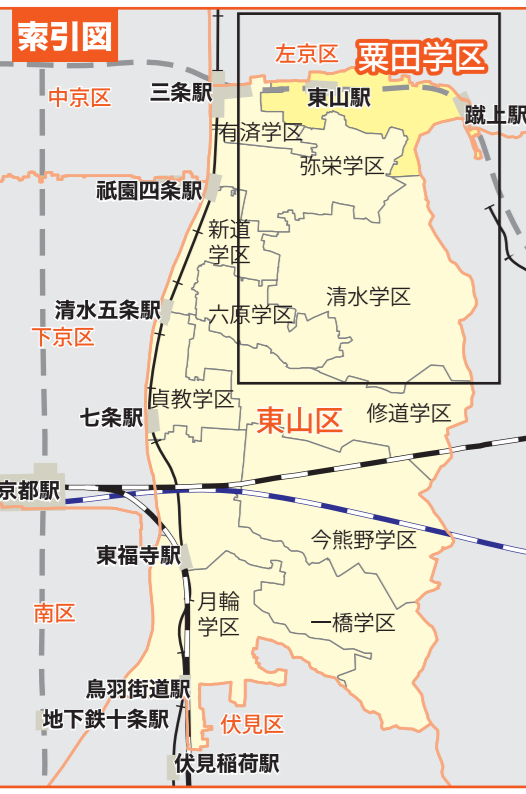 索引図
左京区
粟田学区
中京区
三条駅
東山駅
蹴上駅
有済学区
弥栄学区
祇園四条駅
新道
学区
清水学区
清水五条駅
六原学区
下京区
貞教学区
東山区
修道学区
七条駅
京都駅
今熊野学区
東福寺駅
月輪
学区
一橋学区
南区
鳥羽街道駅
地下鉄十条駅
伏見区
伏見稲荷駅